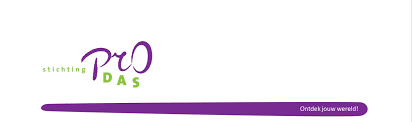 stichting PrO
DAS
Ontdek jouw wereld!